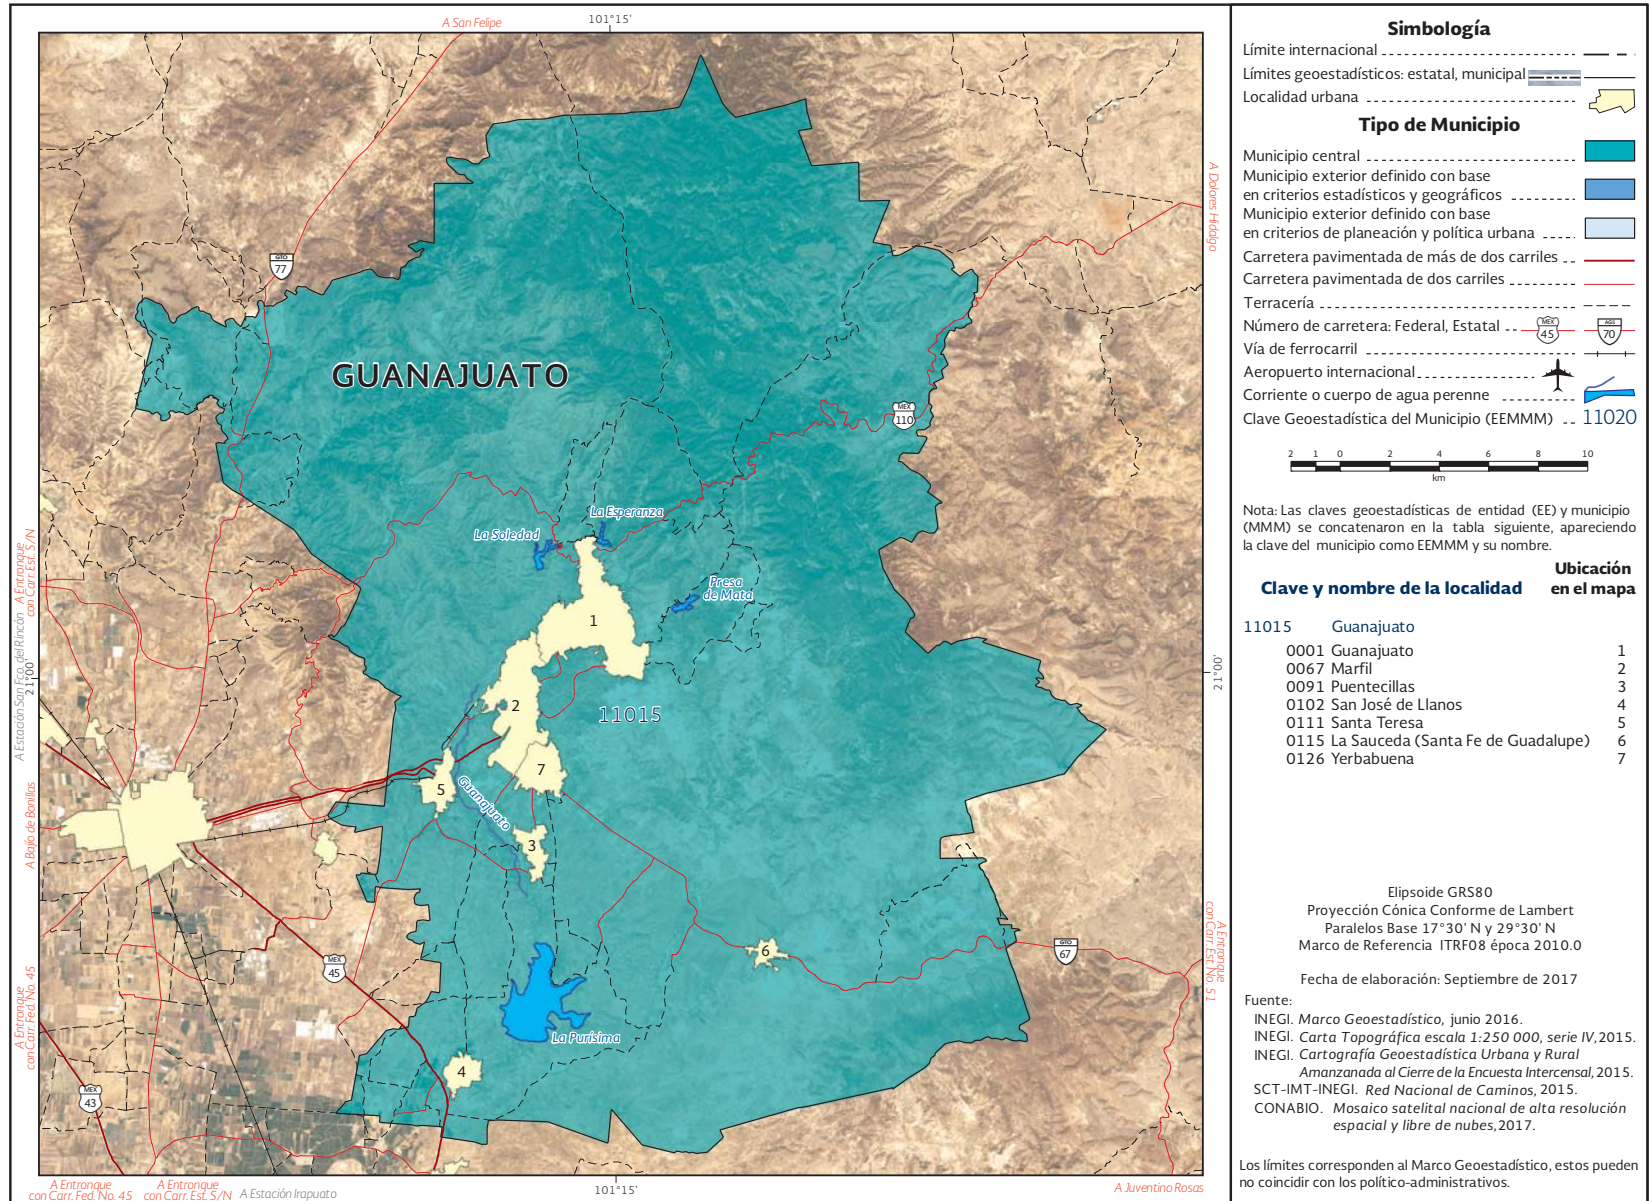 A San Felipe
101°15'
A Dolores Hidalgo
GTO
77
GUANAJUATO
MEX
110
La Esperanza
La Soledad
Presa
de Mata
1
2
11015
7
5
Guanajuato
3
6
GTO
67
MEX
45
La Purísima
4
MEX
43
A Entronque
con Carr. Est. S/N
A Estación San Fco. del Rincón
21°00'
A Bajío de Bonillas
A Entronque
con Carr. Fed. No. 45
21°00'
A Entronque
con Carr. Est. No. 51
A Entronque
con Carr. Fed. No. 45
A Entronque
con Carr. Est. S/N
A Estación Irapuato
101°15'
A Juventino Rosas
Simbología
Límite internacional
Límites geoestadísticos: estatal, municipal
Localidad urbana
Tipo de Municipio
Municipio central
Municipio exterior definido con base
en criterios estadísticos y geográficos
Municipio exterior definido con base
en criterios de planeación y política urbana
Carretera pavimentada de más de dos carriles
Carretera pavimentada de dos carriles
Terracería
Número de carretera: Federal, Estatal MEX 45 AGS 70
Vía de ferrocarril
Aeropuerto internacional
Corriente o cuerpo de agua perenne
Clave Geoestadística del Municipio (EEMMM) 11020
2 1 0 2 4 6 8 10
km
Nota: Las claves geoestadísticas de entidad (EE) y municipio
(MMM) se concatenaron en la tabla siguiente, apareciendo
la clave del municipio como EEMMM y su nombre.
Clave y nombre de la localidad Ubicación en el mapa
11015 Guanajuato
0001 Guanajuato 1
0067 Marfil 2
0091 Puentecillas 3
0102 San José de Llanos 4
0111 Santa Teresa 5
0115 La Sauceda (Santa Fe de Guadalupe) 6
0126 Yerbabuena 7
Elipsoide GRS80
Proyección Cónica Conforme de Lambert
Paralelos Base 17°30' N y 29°30' N
Marco de Referencia ITRF08 época 2010.0
Fecha de elaboración: Septiembre de 2017
Fuente:
INEGI. Marco Geoestadístico, junio 2016.
INEGI. Carta Topográfica escala 1:250 000, serie IV, 2015.
INEGI. Cartografía Geoestadística Urbana y Rural
Amanzanada al Cierre de la Encuesta Intercensal, 2015.
SCT-IMT-INEGI. Red Nacional de Caminos, 2015.
CONABIO. Mosaico satelital nacional de alta resolución
espacial y libre de nubes, 2017.
Los límites corresponden al Marco Geoestadístico, estos pueden
no coincidir con los político-administrativos.